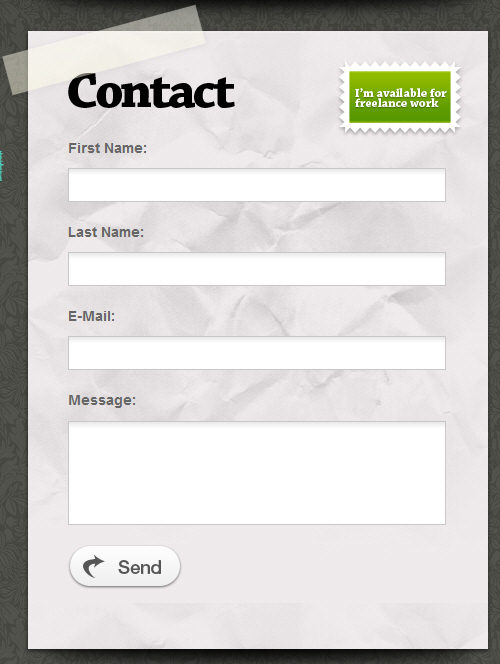 Contact
I'm available for
freelance work
First Name:
Last Name:
E-Mail:
Message:
Send